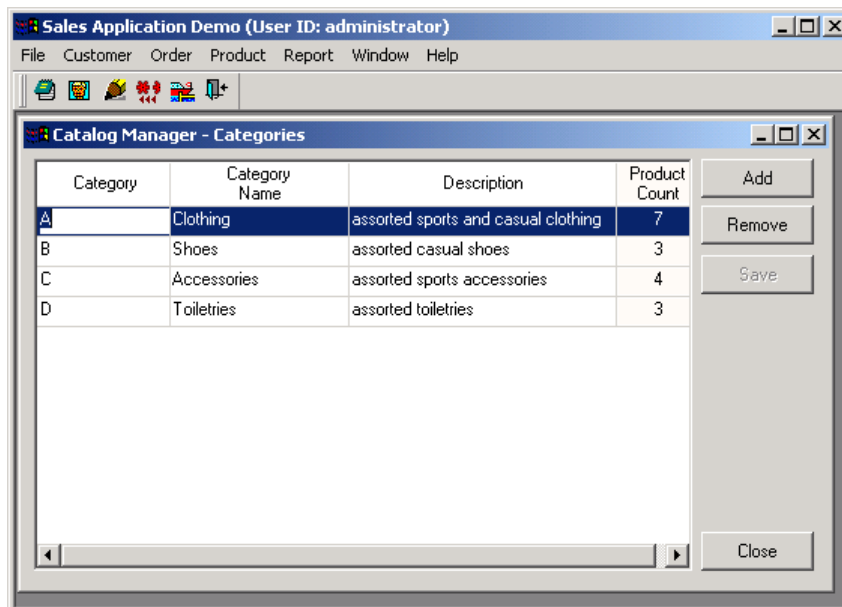 Sales Application Demo (User ID: administrator)
File Customer Order Product Report Window Help
Catalog Manager - Categories
Category Category Name Description Product Count
A Clothing assorted sports and casual clothing 7
B Shoes assorted casual shoes 3
C Accessories assorted sports accessories 4
D Toiletries assorted toiletries 3
Add
Remove
Save
Close